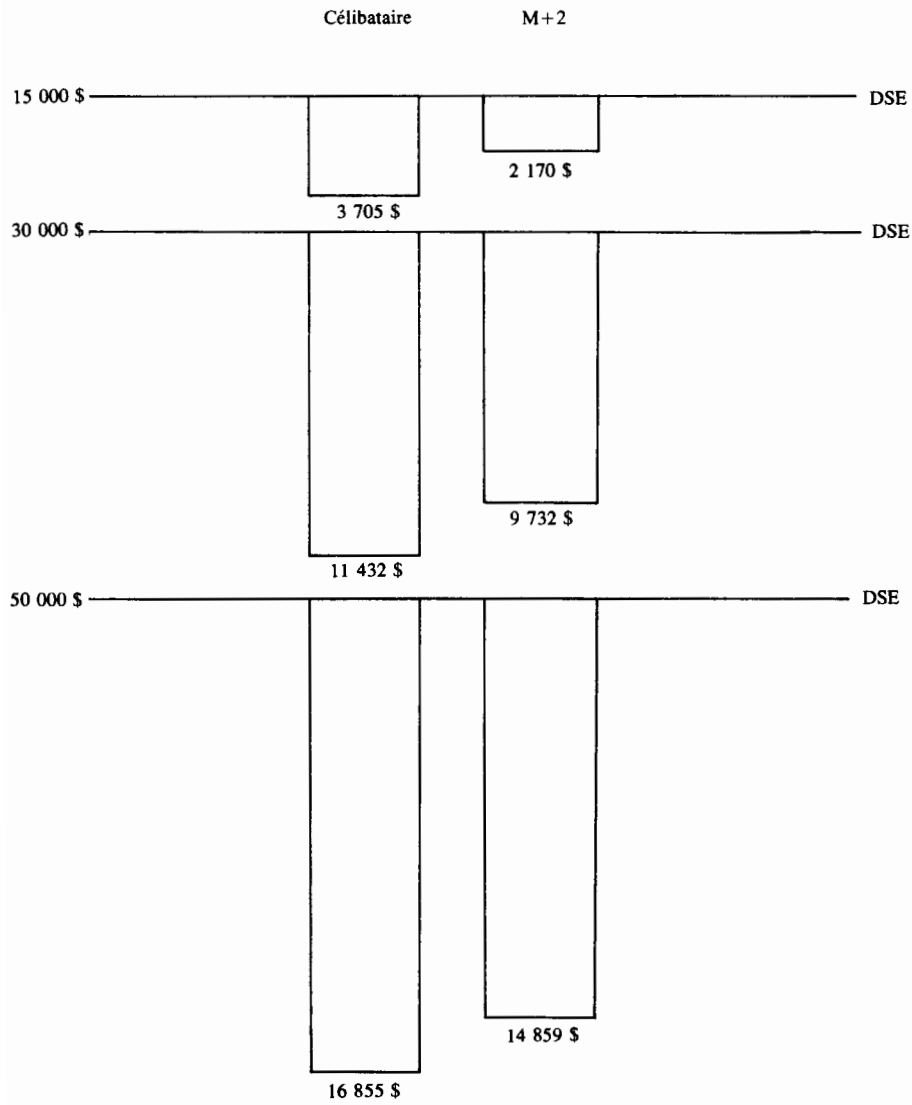 Célibataire M+2
15 000 $ DSE
2 170 $
3 705 $
30 000 $ DSE
9 732 $
11 432 $
50 000 $ DSE
14 859 $
16 855 $